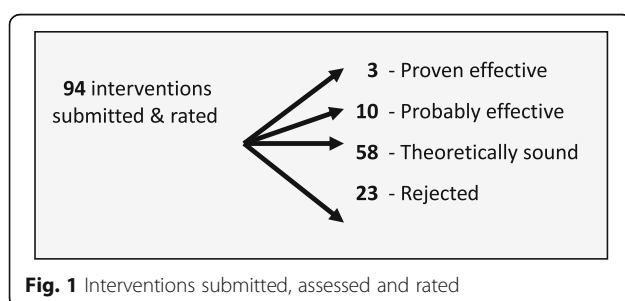 94 interventions
submitted & rated
3 - Proven effective
10 - Probably effective
58 - Theoretically sound
23 - Rejected
Fig. 1 Interventions submitted, assessed and rated